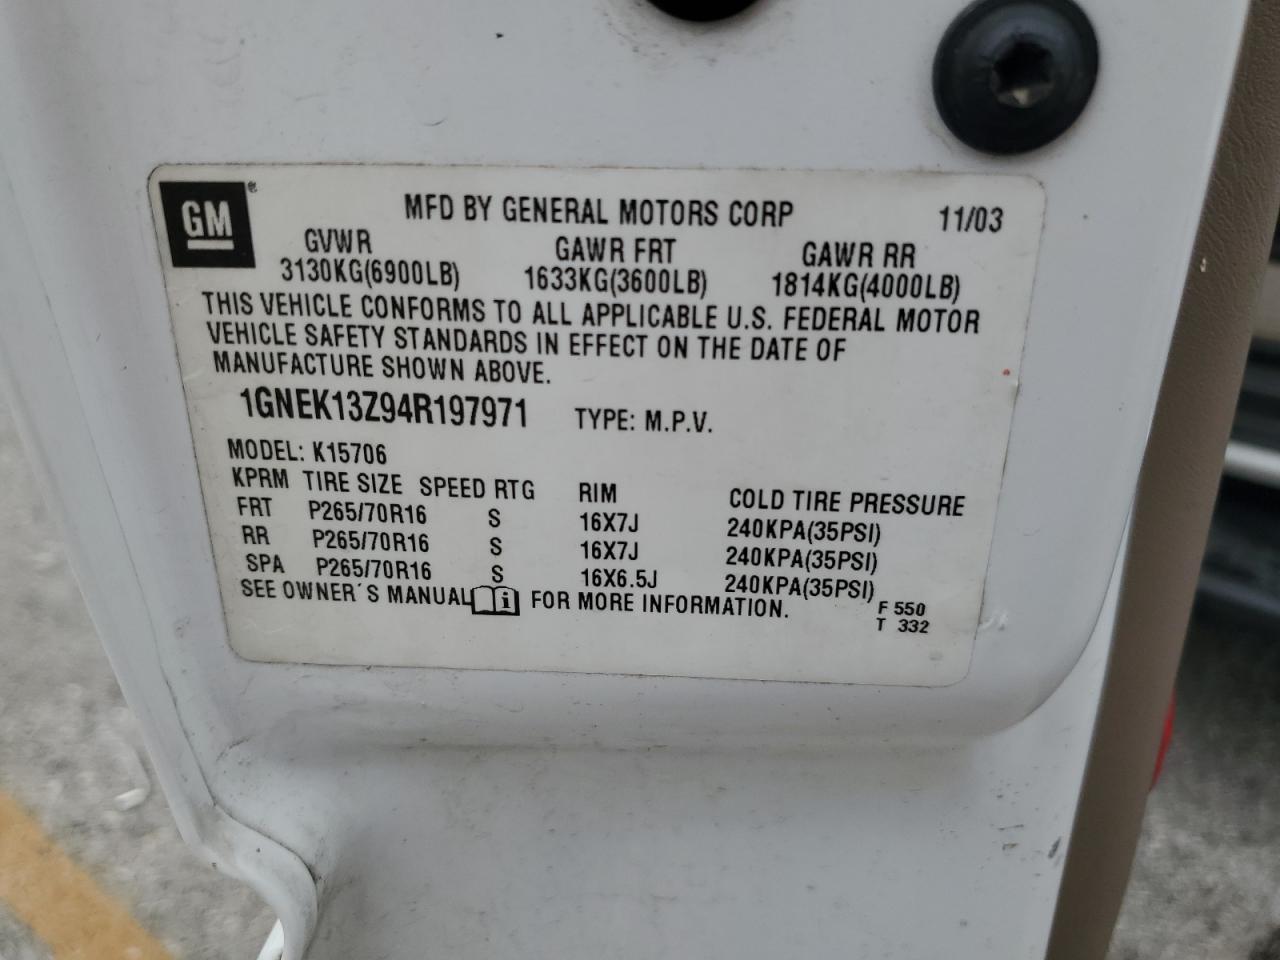 GM®
MFD BY GENERAL MOTORS CORP 11/03
GVWR GAWR FRT GAWR RR
3130KG(6900LB) 1633KG(3600LB) 1814KG(4000LB)
THIS VEHICLE CONFORMS TO ALL APPLICABLE U.S. FEDERAL MOTOR
VEHICLE SAFETY STANDARDS IN EFFECT ON THE DATE OF
MANUFACTURE SHOWN ABOVE.
1GNEK13Z94R197971 TYPE: M.P.V.
MODEL: K15706
KPRM TIRE SIZE SPEED RTG RIM COLD TIRE PRESSURE
FRT P265/70R16 S 16X7J 240KPA(35PSI)
RR P265/70R16 S 16X7J 240KPA(35PSI)
SPA P265/70R16 S 16X6.5J 240KPA(35PSI)
SEE OWNER´S MANUAL i FOR MORE INFORMATION.
F 550
T 332